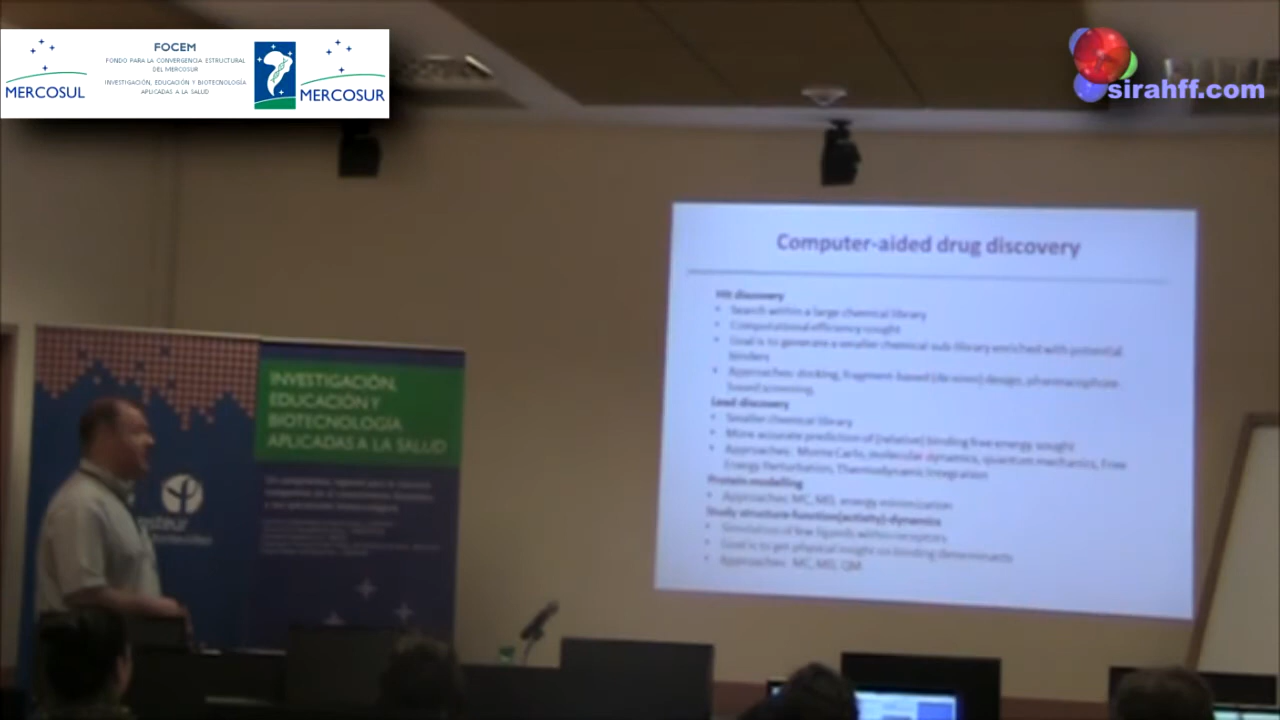 MERCOSUL
FOCEM
FONDO PARA LA CONVERGENCIA ESTRUCTURAL
DEL MERCOSUR
INVESTIGACIÓN, EDUCACIÓN Y BIOTECNOLOGÍA
APLICADAS A LA SALUD
MERCOSUR
sirahff.com
Computer-aided drug discovery
Hit discovery
• Search within a large chemical library
• Computational efficiency sought
• Goal is to generate a smaller chemical sub-library enriched with potential
binders
• Approaches: docking, fragment-based (de novo) design, pharmacophore-
based screening,
Lead discovery
• Smaller chemical library
• More accurate prediction of (relative) binding free energy sought
• Approaches: Monte Carlo, molecular dynamics, quantum mechanics, Free
Energy Perturbation, Thermodynamic Integration
Protein modelling
• Approaches: MC, MD, energy minimization
Study structure-function(activity)-dynamics
• Simulation of few ligands within receptors
• Goal is to get physical insight on binding determinants
• Approaches: MC, MD, QM
INVESTIGACIÓN,
EDUCACIÓN Y
BIOTECNOLOGÍA
APLICADAS A LA SALUD